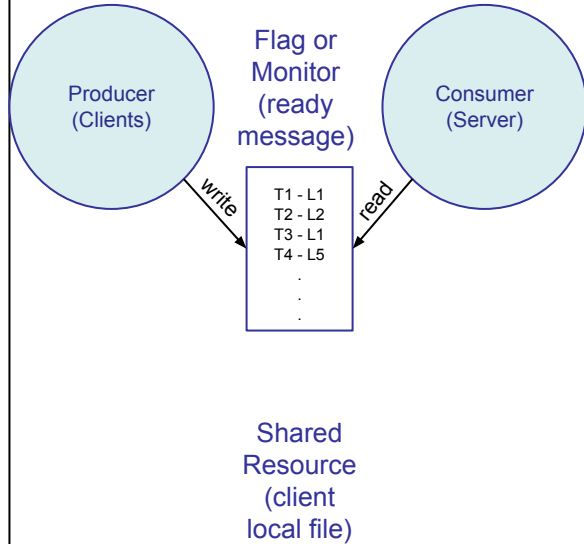 Flag or
Monitor
(ready
message)
Producer
(Clients)
Consumer
(Server)
write
read
T1 - L1
T2 - L2
T3 - L1
T4 - L5
.
.
.
Shared
Resource
(client
local file)